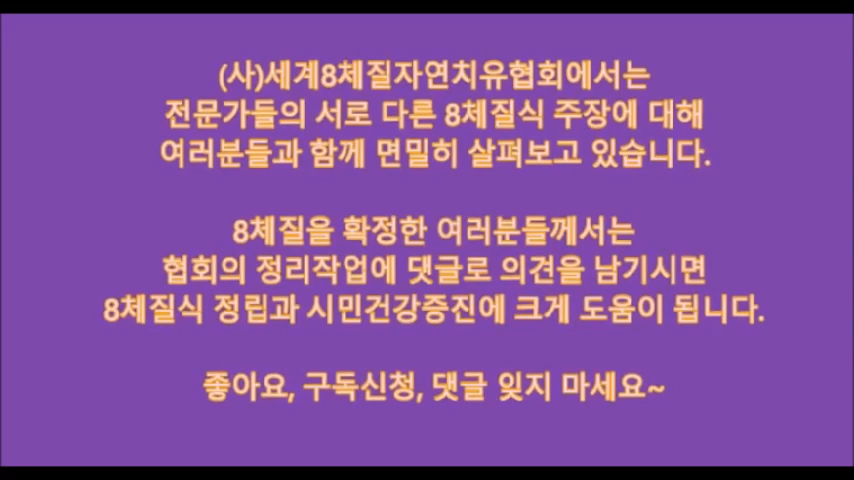 (사)세계8체질자연치유협회에서는
전문가들의 서로 다른 8체질식 주장에 대해
여러분들과 함께 면밀히 살펴보고 있습니다.
8체질을 확정한 여러분들께서는
협회의 정리작업에 댓글로 의견을 남기시면
8체질식 정립과 시민건강증진에 크게 도움이 됩니다.
좋아요, 구독신청, 댓글 잊지 마세요~